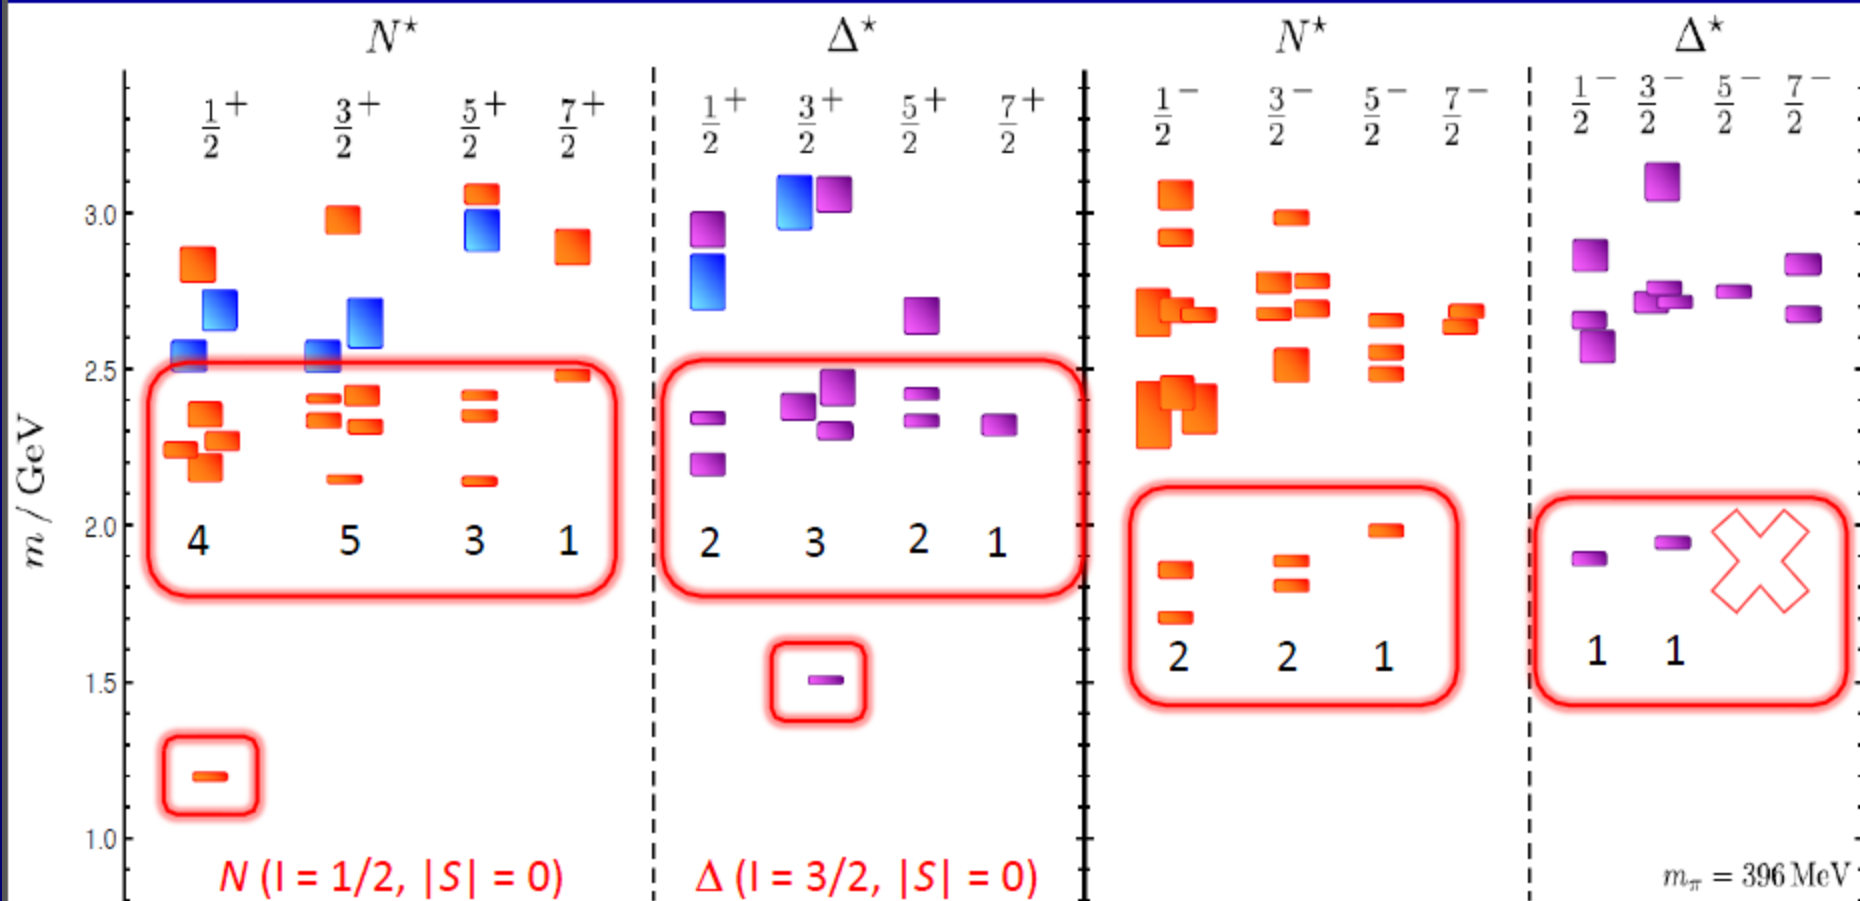 N* Δ* N* Δ*
1/2+ 3/2+ 5/2+ 7/2+ 1/2+ 3/2+ 5/2+ 7/2+ 1/2− 3/2− 5/2− 7/2− 1/2− 3/2− 5/2− 7/2−
3.0
2.5
m / GeV
2.0
4 5 3 1 2 3 2 1
2 2 1 1 1
1.5
1.0
N (I = 1/2, |S| = 0) Δ (I = 3/2, |S| = 0) mπ = 396 MeV